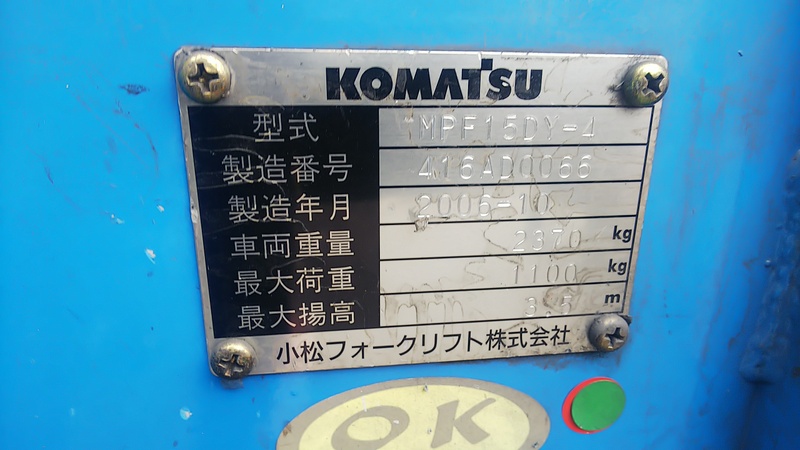 KOMATSU
型式 MPF15DY-4
製造番号 416AD0066
製造年月 2006-10
車両重量 2370 kg
最大荷重 1100 kg
最大揚高 3.5 m
小松フォークリフト株式会社
OK